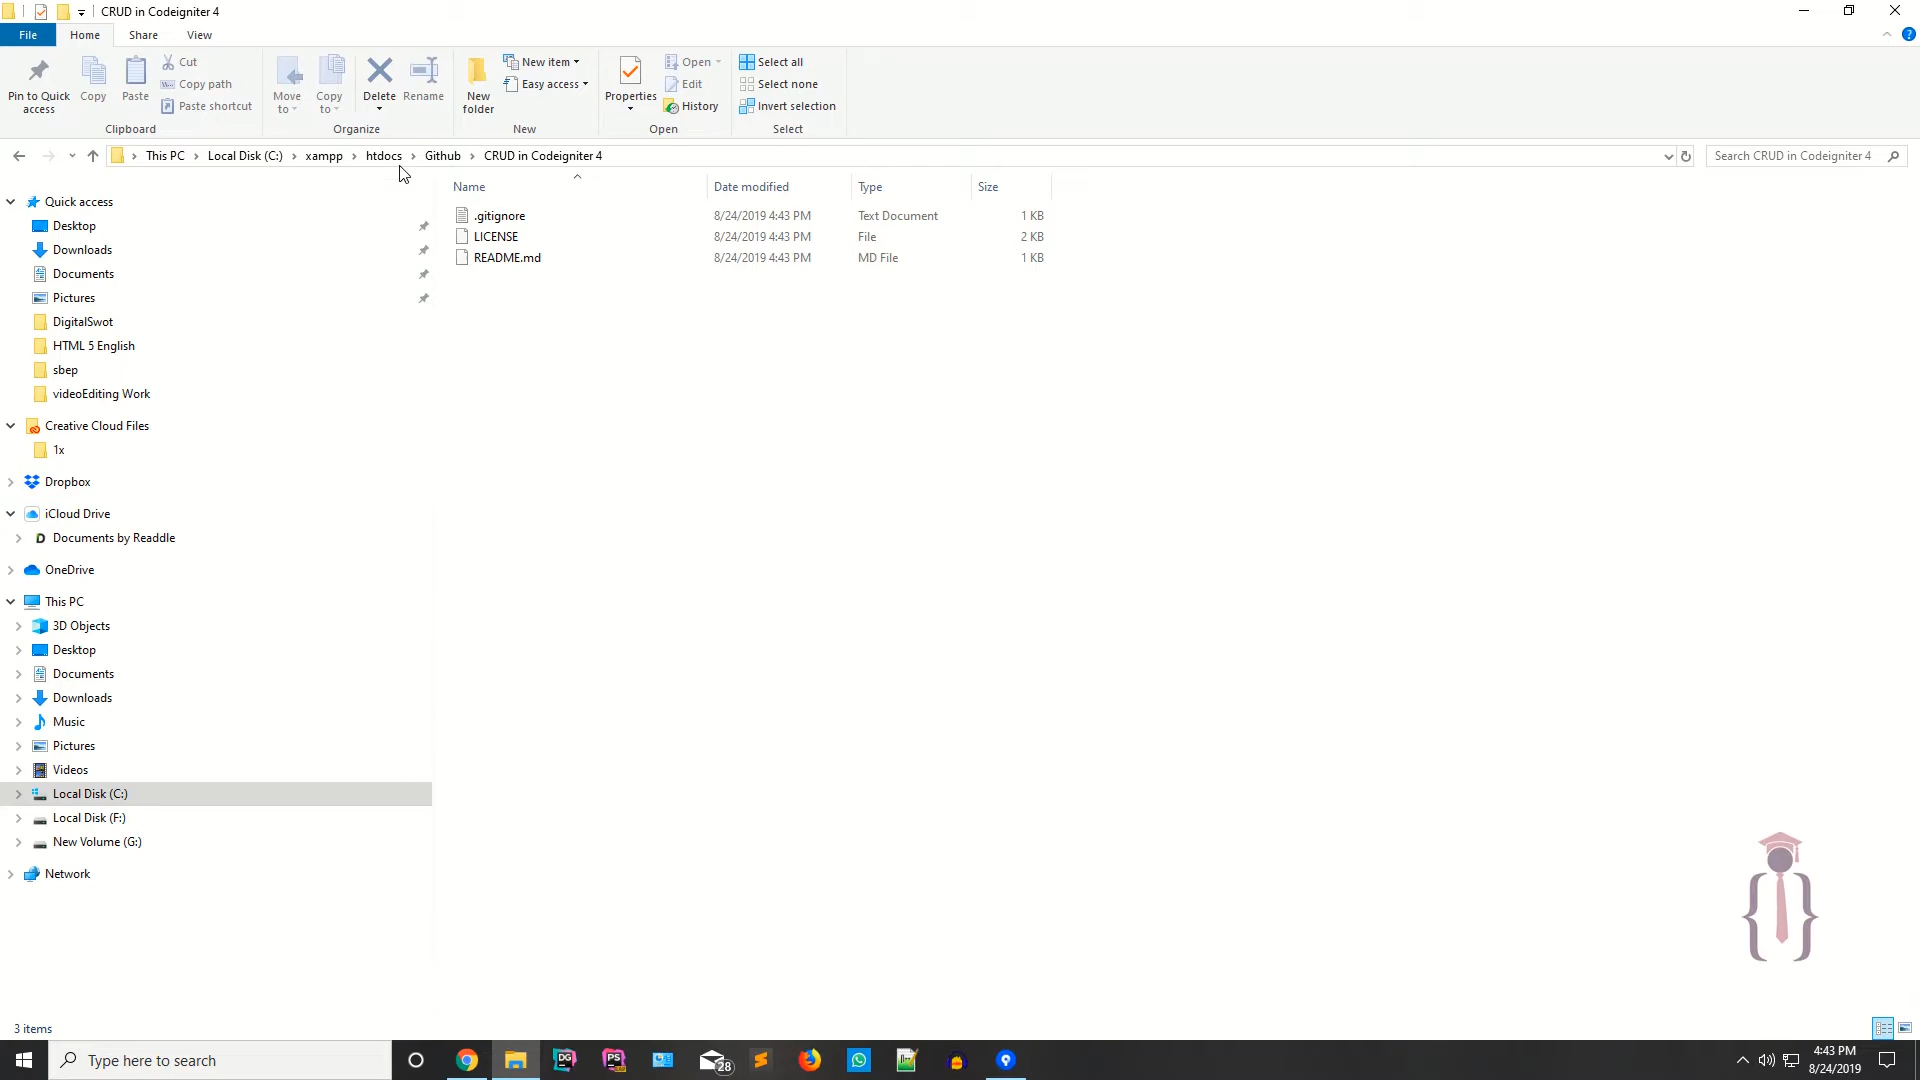 CRUD in Codeigniter 4
File Home Share View
Pin to Quick access
Copy
Paste
Cut
Copy path
Paste shortcut
Clipboard
Move to
Copy to
Delete
Rename
Organize
New folder
New item
Easy access
New
Properties
Open
Edit
History
Open
Select all
Select none
Invert selection
Select
This PC > Local Disk (C:) > xampp > htdocs > Github > CRUD in Codeigniter 4
Search CRUD in Codeigniter 4
Name Date modified Type Size
.gitignore 8/24/2019 4:43 PM Text Document 1 KB
LICENSE 8/24/2019 4:43 PM File 2 KB
README.md 8/24/2019 4:43 PM MD File 1 KB
Quick access
Desktop
Downloads
Documents
Pictures
DigitalSwot
HTML 5 English
sbep
videoEditing Work
Creative Cloud Files
1x
Dropbox
iCloud Drive
D Documents by Readdle
OneDrive
This PC
3D Objects
Desktop
Documents
Downloads
Music
Pictures
Videos
Local Disk (C:)
Local Disk (F:)
New Volume (G:)
Network
3 items
Type here to search
DG
PS
28
4:43 PM
8/24/2019